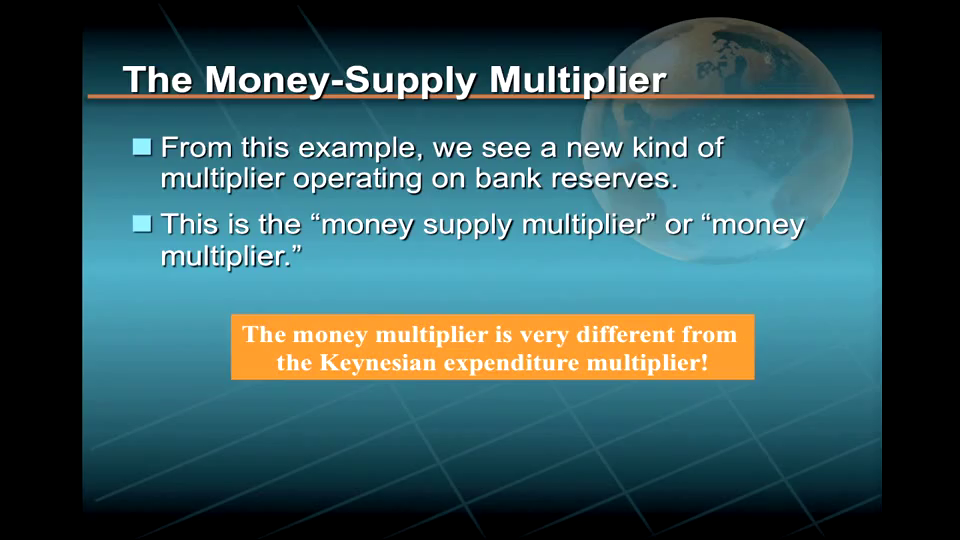 The Money-Supply Multiplier
From this example, we see a new kind of
multiplier operating on bank reserves.
This is the “money supply multiplier” or “money
multiplier.”
The money multiplier is very different from
the Keynesian expenditure multiplier!